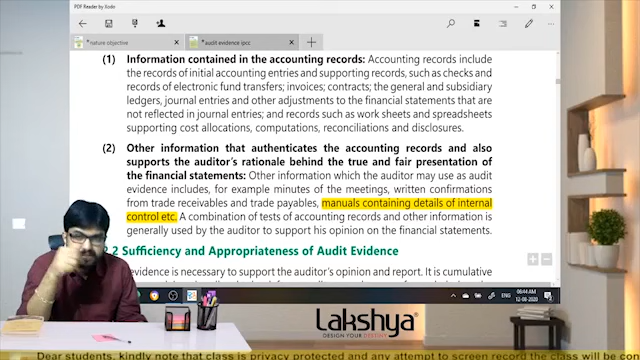 PDF Reader by Xodo
*nature objective
*audit evidence ipcc
(1) Information contained in the accounting records: Accounting records include
the records of initial accounting entries and supporting records, such as checks and
records of electronic fund transfers; invoices; contracts; the general and subsidiary
ledgers, journal entries and other adjustments to the financial statements that are
not reflected in journal entries; and records such as work sheets and spreadsheets
supporting cost allocations, computations, reconciliations and disclosures.
(2) Other information that authenticates the accounting records and also
supports the auditor's rationale behind the true and fair presentation of
the financial statements: Other information which the auditor may use as audit
evidence includes, for example minutes of the meetings, written confirmations
from trade receivables and trade payables, manuals containing details of internal
control etc. A combination of tests of accounting records and other information is
generally used by the auditor to support his opinion on the financial statements.
.2 Sufficiency and Appropriateness of Audit Evidence
evidence is necessary to support the auditor's opinion and report. It is cumulative
06:44 AM
ENG
12-08-2020
Lakshya
DESIGN YOUR DESTINY
Dear students, kindly note that class is privacy protected and any attempt to screen record the class will be con